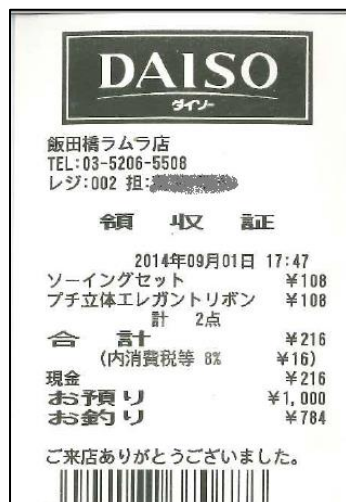 DAISO
ダイソー
飯田橋ラムラ店
TEL:03-5206-5508
レジ:002 担:
領 収 証
2014年09月01日 17:47
ソーイングセット ¥108
プチ立体エレガントリボン ¥108
計 2点
合 計 ¥216
(内消費税等 8% ¥16)
現金 ¥216
お預り ¥1,000
お釣り ¥784
ご来店ありがとうございました。